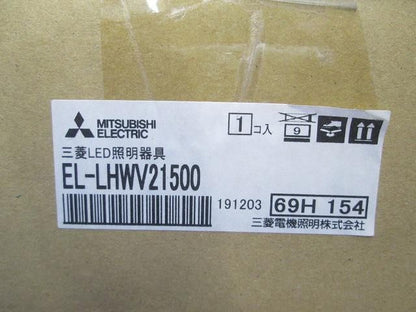 MITSUBISHI
ELECTRIC
1コ入
9
三菱LED照明器具
EL-LHWV21500
191203 69H 154
三菱電機照明株式会社